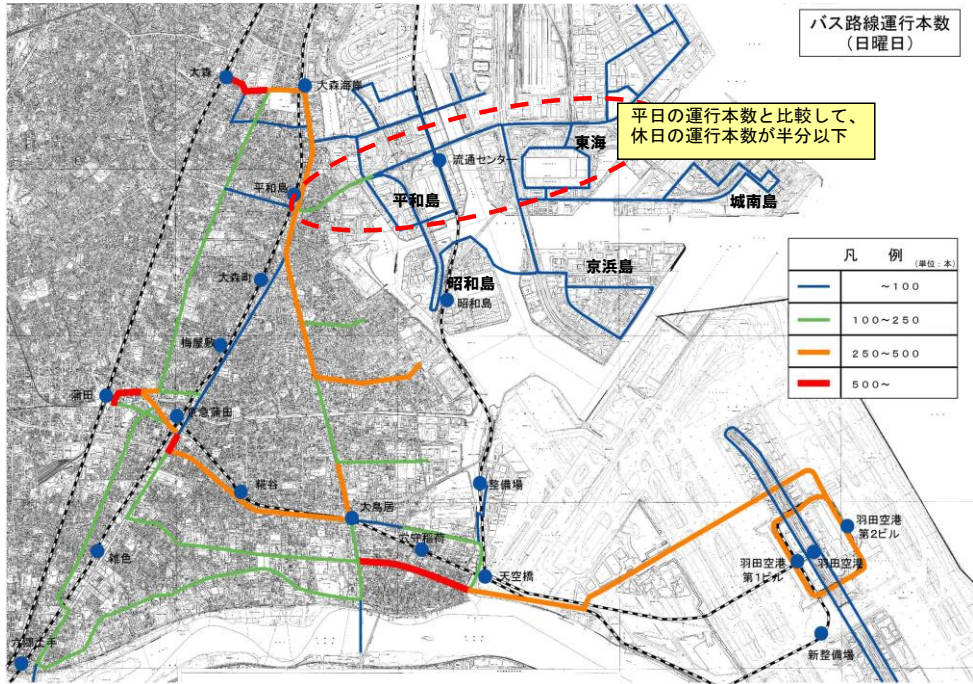 バス路線運行本数
(日曜日)
大森
大森海岸
平日の運行本数と比較して、
休日の運行本数が半分以下
東海
流通センター
平和島
平和島
城南島
大森町
昭和島
昭和島
京浜島
凡 例 (単位:本)
~100
100~250
250~500
500~
梅屋敷
蒲田
京急蒲田
糀谷
整備場
大鳥居
穴守稲荷
天空橋
雑色
六郷土手
羽田空港
第2ビル
羽田空港
第1ビル
羽田空港
新整備場